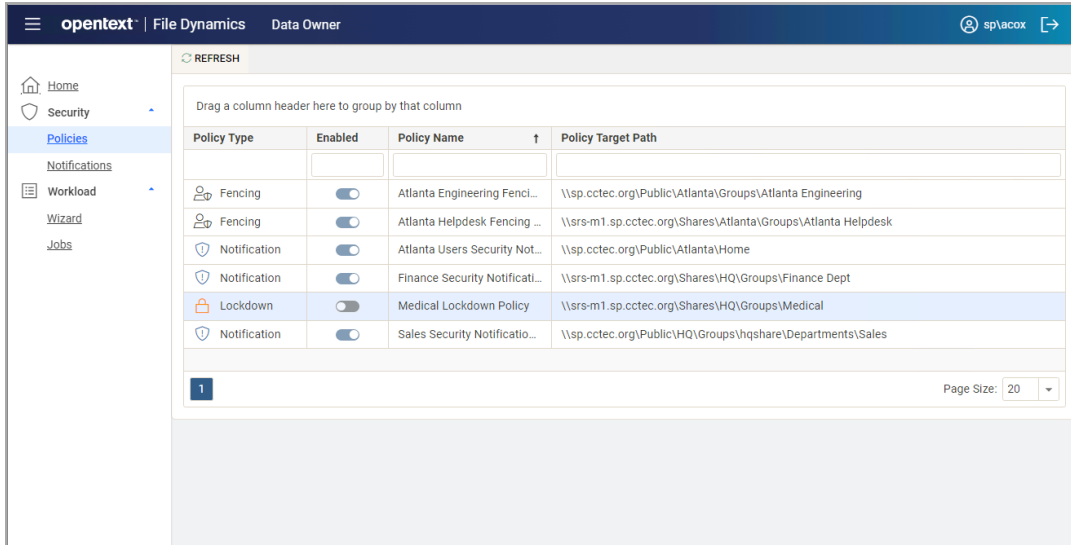 opentext™ | File Dynamics Data Owner sp\acox
REFRESH
Home
Security
Policies
Notifications
Workload
Wizard
Jobs
Drag a column header here to group by that column
Policy Type Enabled Policy Name ↑ Policy Target Path
Fencing Atlanta Engineering Fenci... \\sp.cctec.org\Public\Atlanta\Groups\Atlanta Engineering
Fencing Atlanta Helpdesk Fencing ... \\srs-m1.sp.cctec.org\Shares\Atlanta\Groups\Atlanta Helpdesk
Notification Atlanta Users Security Not... \\sp.cctec.org\Public\Atlanta\Home
Notification Finance Security Notificati... \\srs-m1.sp.cctec.org\Shares\HQ\Groups\Finance Dept
Lockdown Medical Lockdown Policy \\srs-m1.sp.cctec.org\Shares\HQ\Groups\Medical
Notification Sales Security Notificatio... \\sp.cctec.org\Public\HQ\Groups\hqshare\Departments\Sales
1 Page Size: 20